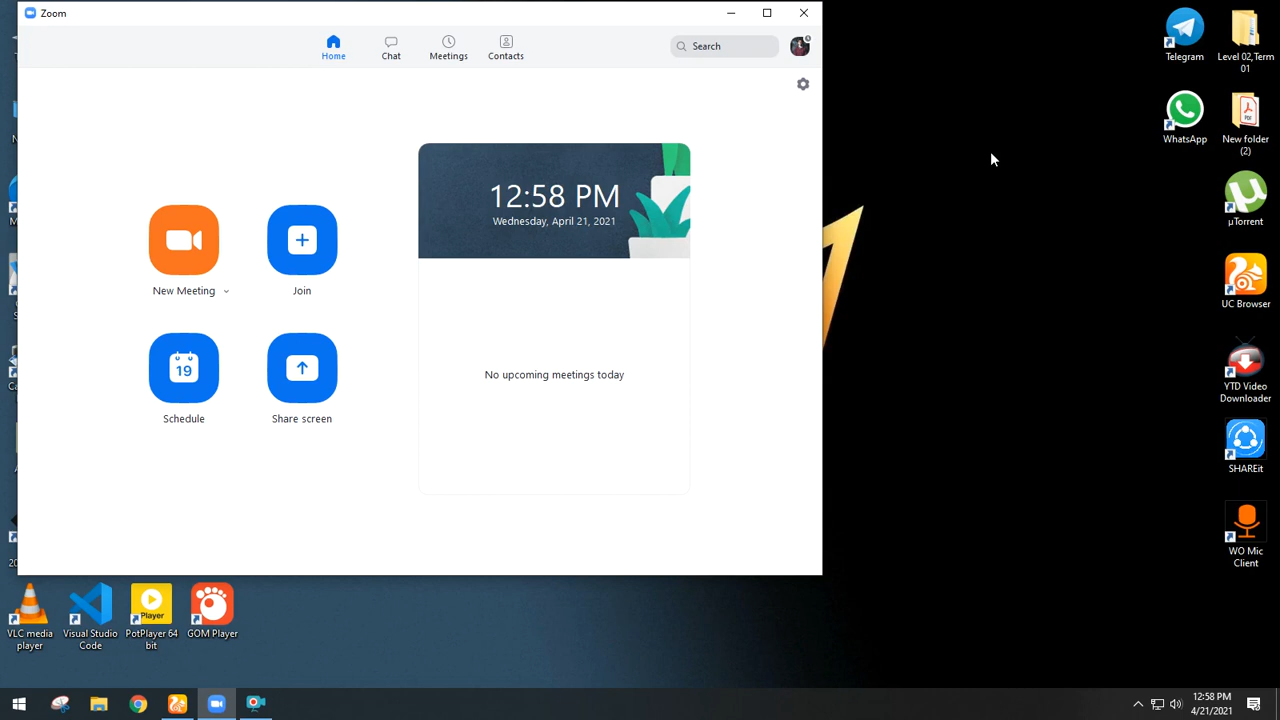 Zoom
Home
Chat
Meetings
Contacts
Search
12:58 PM
Wednesday, April 21, 2021
New Meeting
Join
19
Schedule
Share screen
No upcoming meetings today
Telegram
Level 02,Term
01
WhatsApp
PDF
New folder
(2)
µTorrent
UC Browser
YTD Video
Downloader
SHAREit
WO Mic
Client
VLC media
player
Visual Studio
Code
Player
PotPlayer 64
bit
GOM Player
12:58 PM
4/21/2021